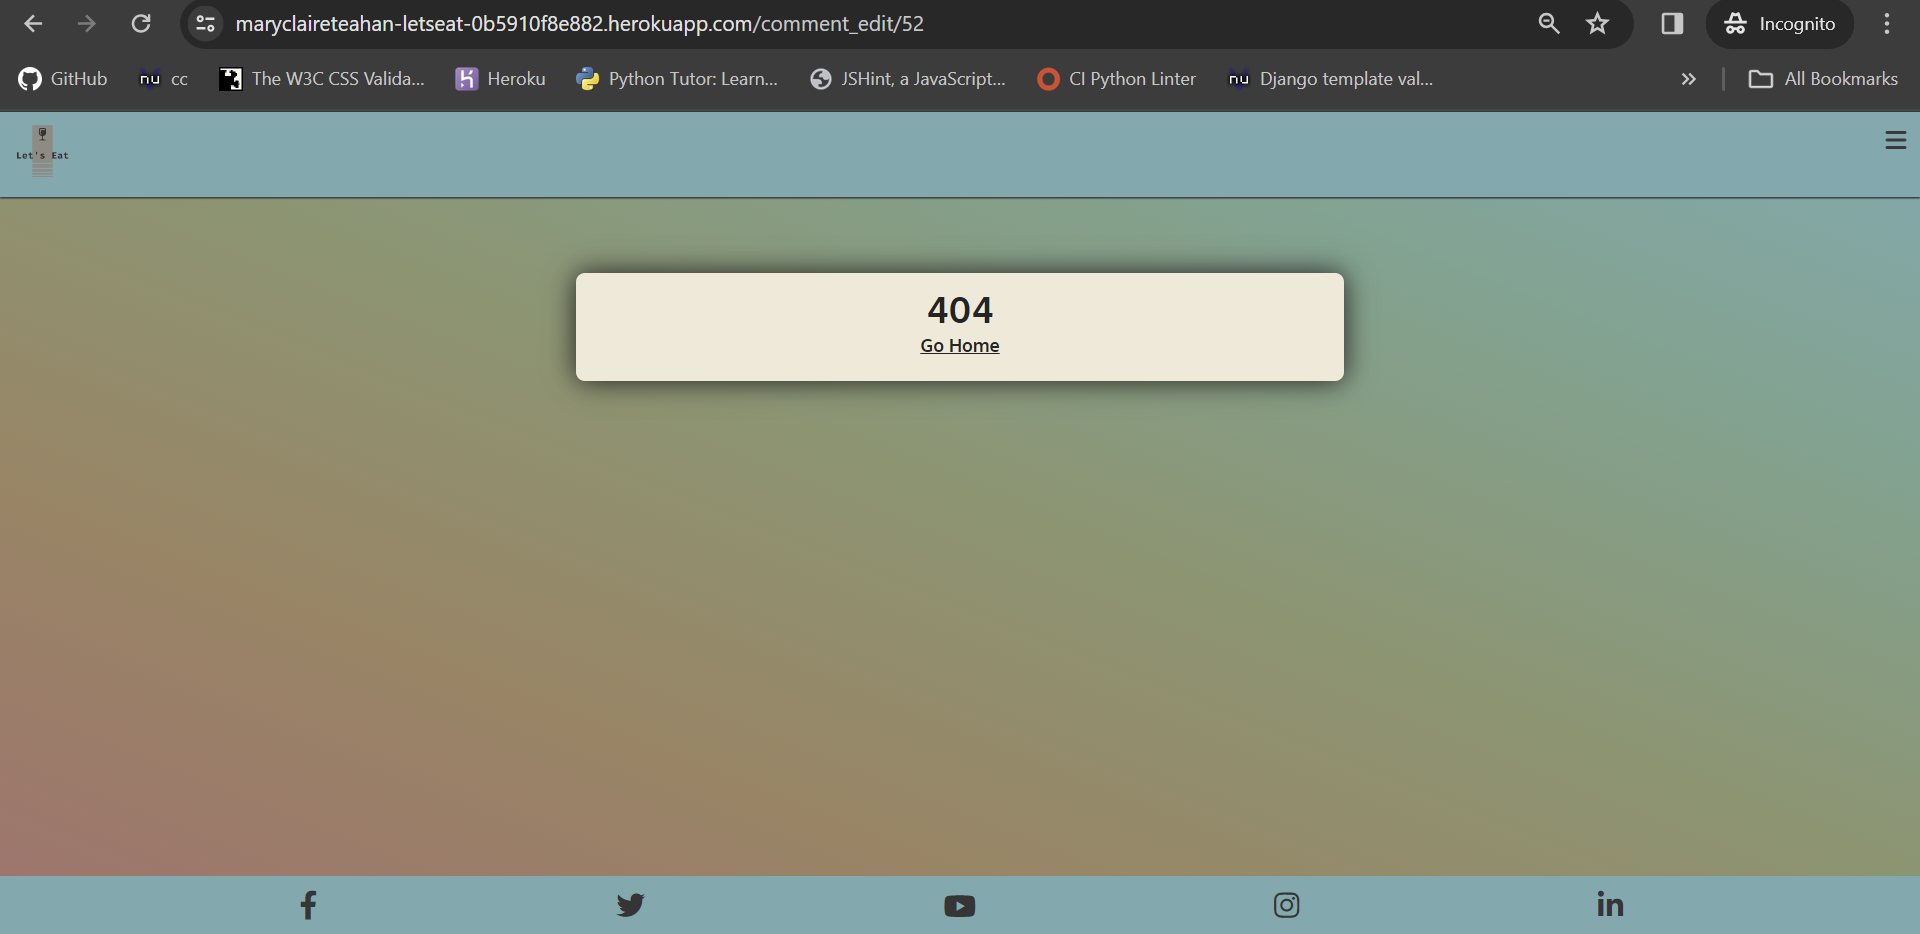 maryclaireteahan-letseat-0b5910f8e882.herokuapp.com/comment_edit/52
Incognito
GitHub
nu cc
The W3C CSS Valida...
Heroku
Python Tutor: Learn...
JSHint, a JavaScript...
CI Python Linter
nu Django template val...
All Bookmarks
Let's Eat
404
Go Home